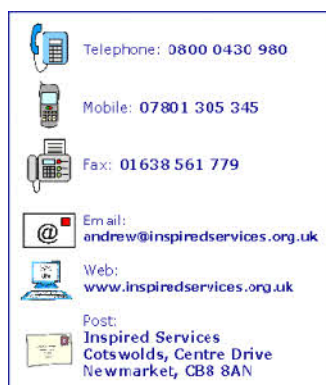 Telephone: 0800 0430 980
Mobile: 07801 305 345
Fax: 01638 561 779
@
Email:
andrew@inspiredservices.org.uk
Web:
www.inspiredservices.org.uk
Post:
Inspired Services
Cotswolds, Centre Drive
Newmarket, CB8 8AN